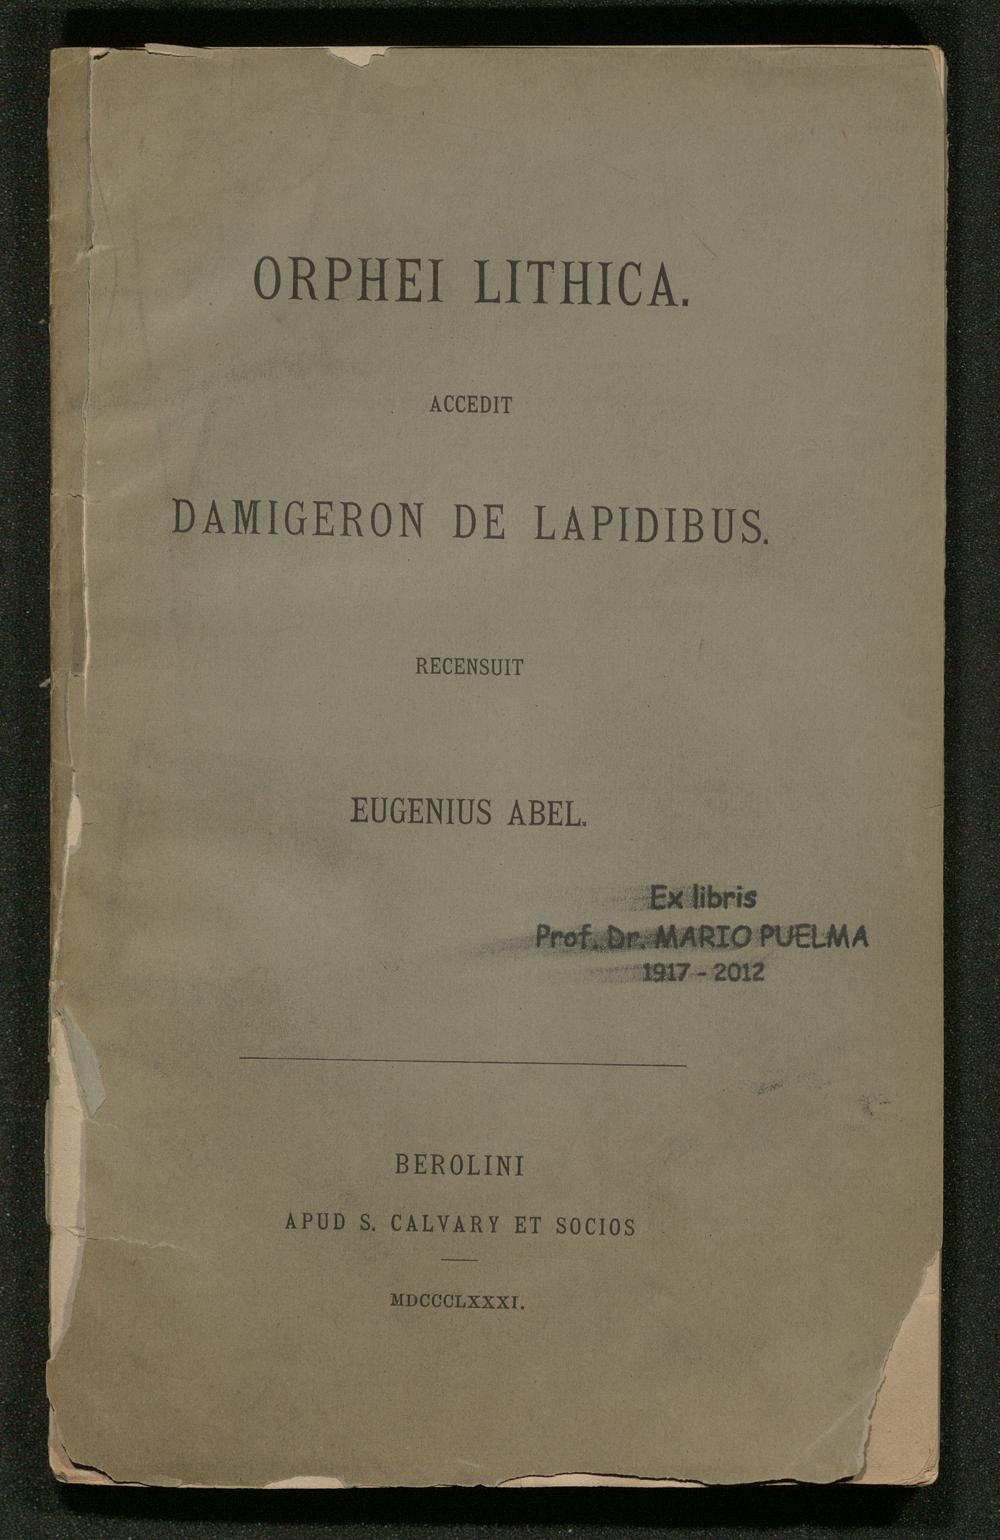 ORPHEI LITHICA.
ACCEDIT
DAMIGERON DE LAPIDIBUS.
RECENSUIT
EUGENIUS ABEL.
Ex libris
Prof. Dr. MARIO PUELMA
1917 - 2012
BEROLINI
APUD S. CALVARY ET SOCIOS
MDCCCLXXXI.